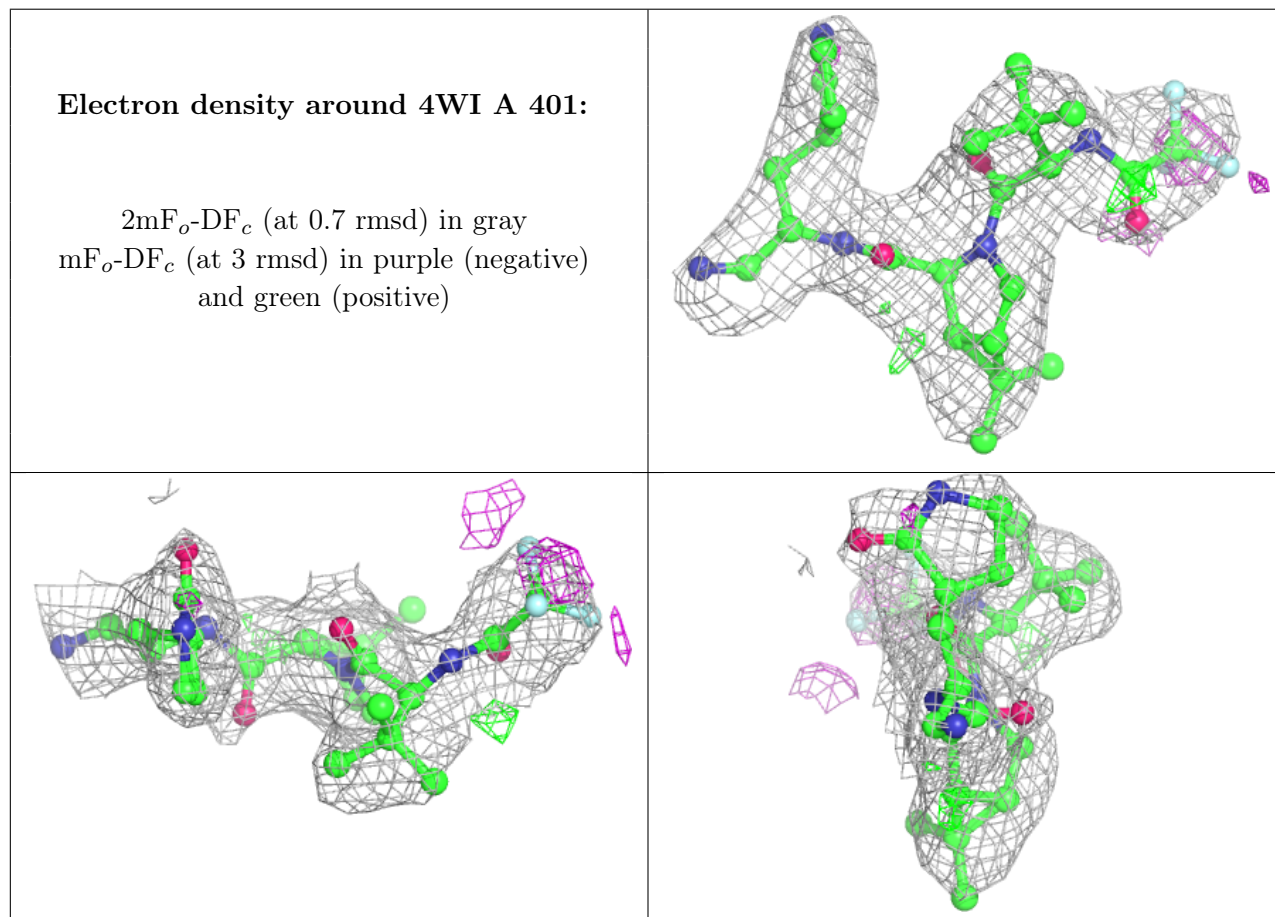 Electron density around 4WI A 401:
2mFo-DFc (at 0.7 rmsd) in gray
mFo-DFc (at 3 rmsd) in purple (negative)
and green (positive)